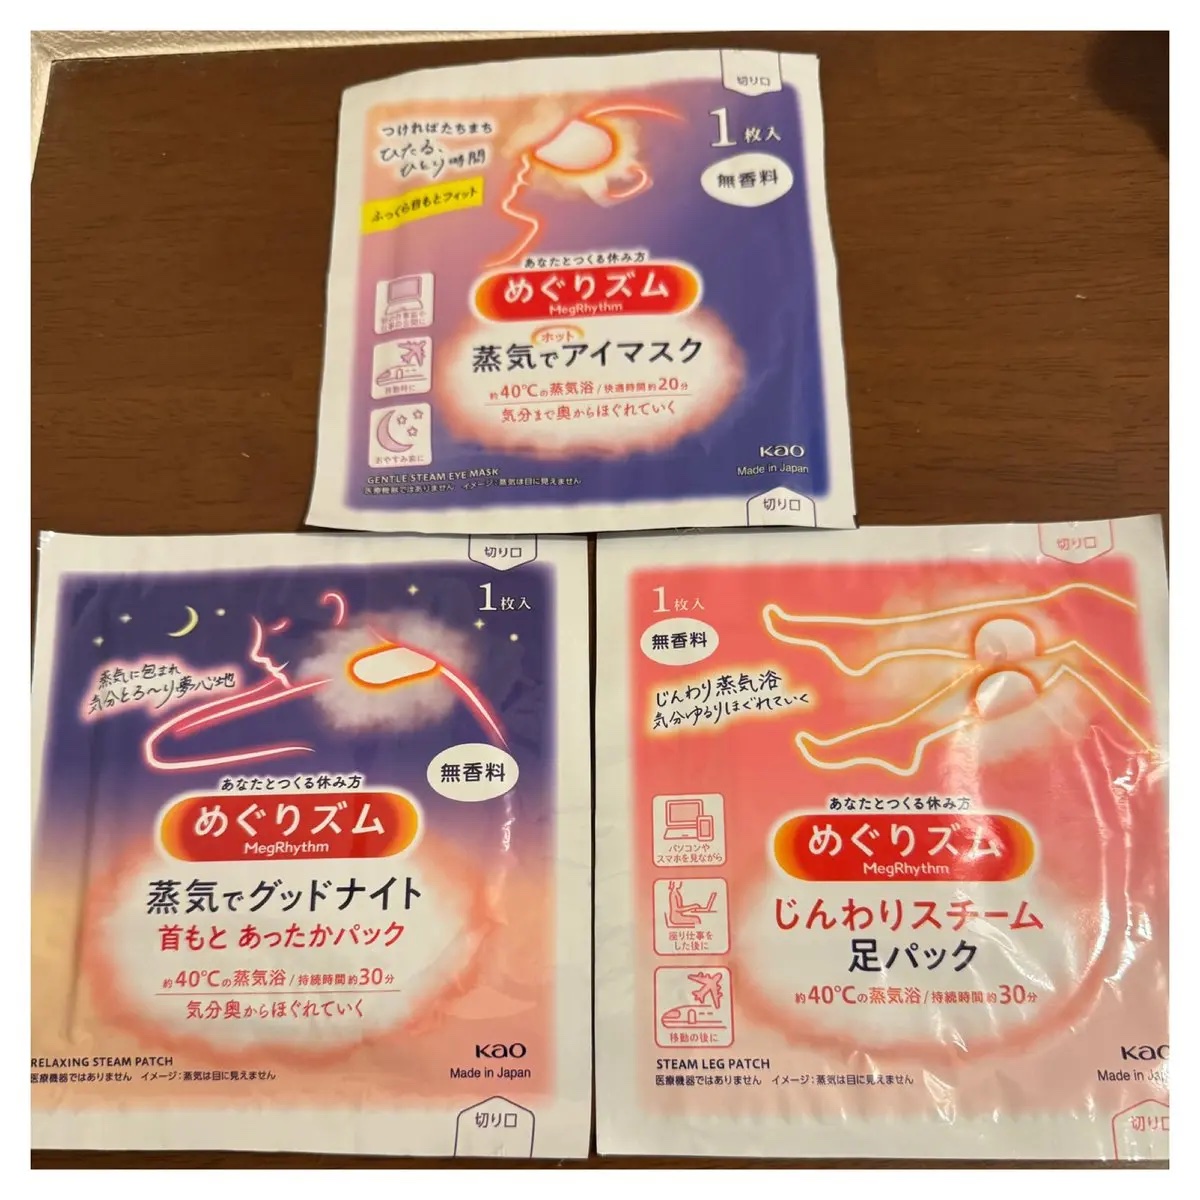 切り口
つければたちまち
ひたる、
ひとり時間
ふっくら目もとフィット
1枚入
無香料
あなたとつくる休み方
めぐりズム
MegRhythm
ホット
蒸気でアイマスク
約40℃の蒸気浴/快適時間約20分
気分まで奥からほぐれていく
移動時に
おやすみ前に
GENTLE STEAM EYE MASK
医療機器ではありません イメージ:蒸気は目に見えません
Kao
Made in Japan
切り口
切り口
1枚入
蒸気に包まれ
気分とろ〜り夢心地
無香料
あなたとつくる休み方
めぐりズム
MegRhythm
蒸気でグッドナイト
首もと あったかパック
約40℃の蒸気浴/持続時間約30分
気分奥からほぐれていく
RELAXING STEAM PATCH
医療機器ではありません イメージ:蒸気は目に見えません
Kao
Made in Japan
切り口
切り口
1枚入
無香料
じんわり蒸気浴
気分ゆるりほぐれていく
あなたとつくる休み方
めぐりズム
MegRhythm
じんわりスチーム
足パック
約40℃の蒸気浴/持続時間約30分
パソコンや
スマホを見ながら
座り仕事を
した後に
移動の後に
STEAM LEG PATCH
医療機器ではありません イメージ:蒸気は目に見えません
Kao
Made in Jap
切り口